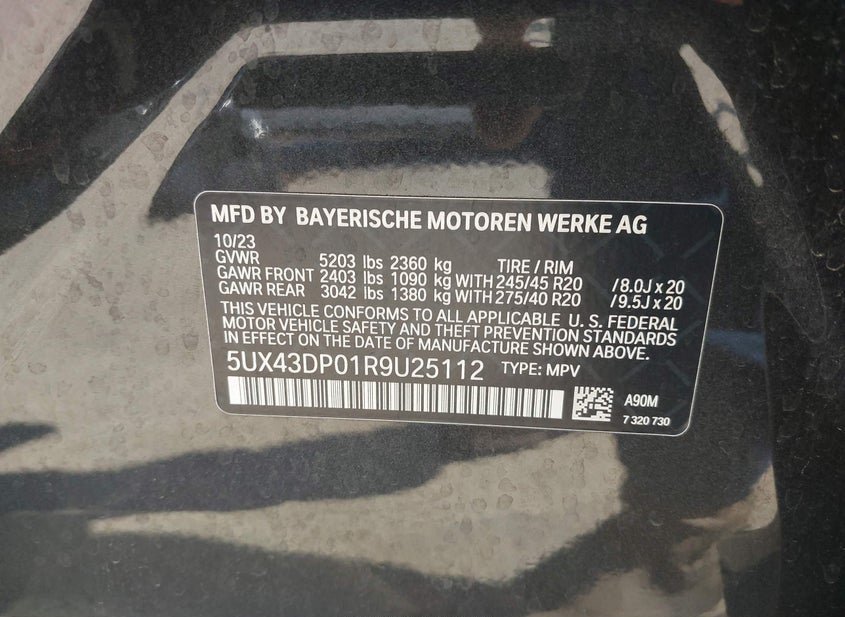 MFD BY BAYERISCHE MOTOREN WERKE AG
10/23
GVWR 5203 lbs 2360 kg TIRE / RIM
GAWR FRONT 2403 lbs 1090 kg WITH 245/45 R20 /8.0J x 20
GAWR REAR 3042 lbs 1380 kg WITH 275/40 R20 /9.5J x 20
THIS VEHICLE CONFORMS TO ALL APPLICABLE U. S. FEDERAL
MOTOR VEHICLE SAFETY AND THEFT PREVENTION STANDARDS
IN EFFECT ON THE DATE OF MANUFACTURE SHOWN ABOVE.
5UX43DP01R9U25112 TYPE: MPV
A90M
7 320 730